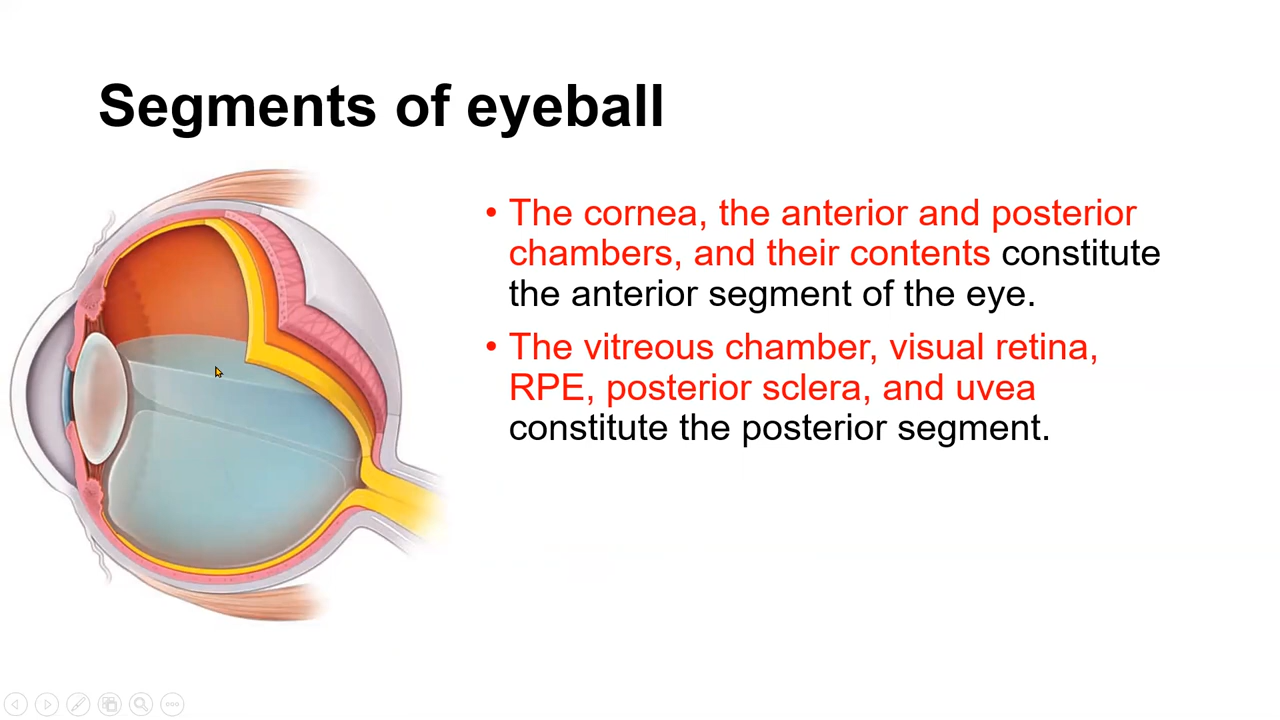 Segments of eyeball
• The cornea, the anterior and posterior
chambers, and their contents constitute
the anterior segment of the eye.
• The vitreous chamber, visual retina,
RPE, posterior sclera, and uvea
constitute the posterior segment.